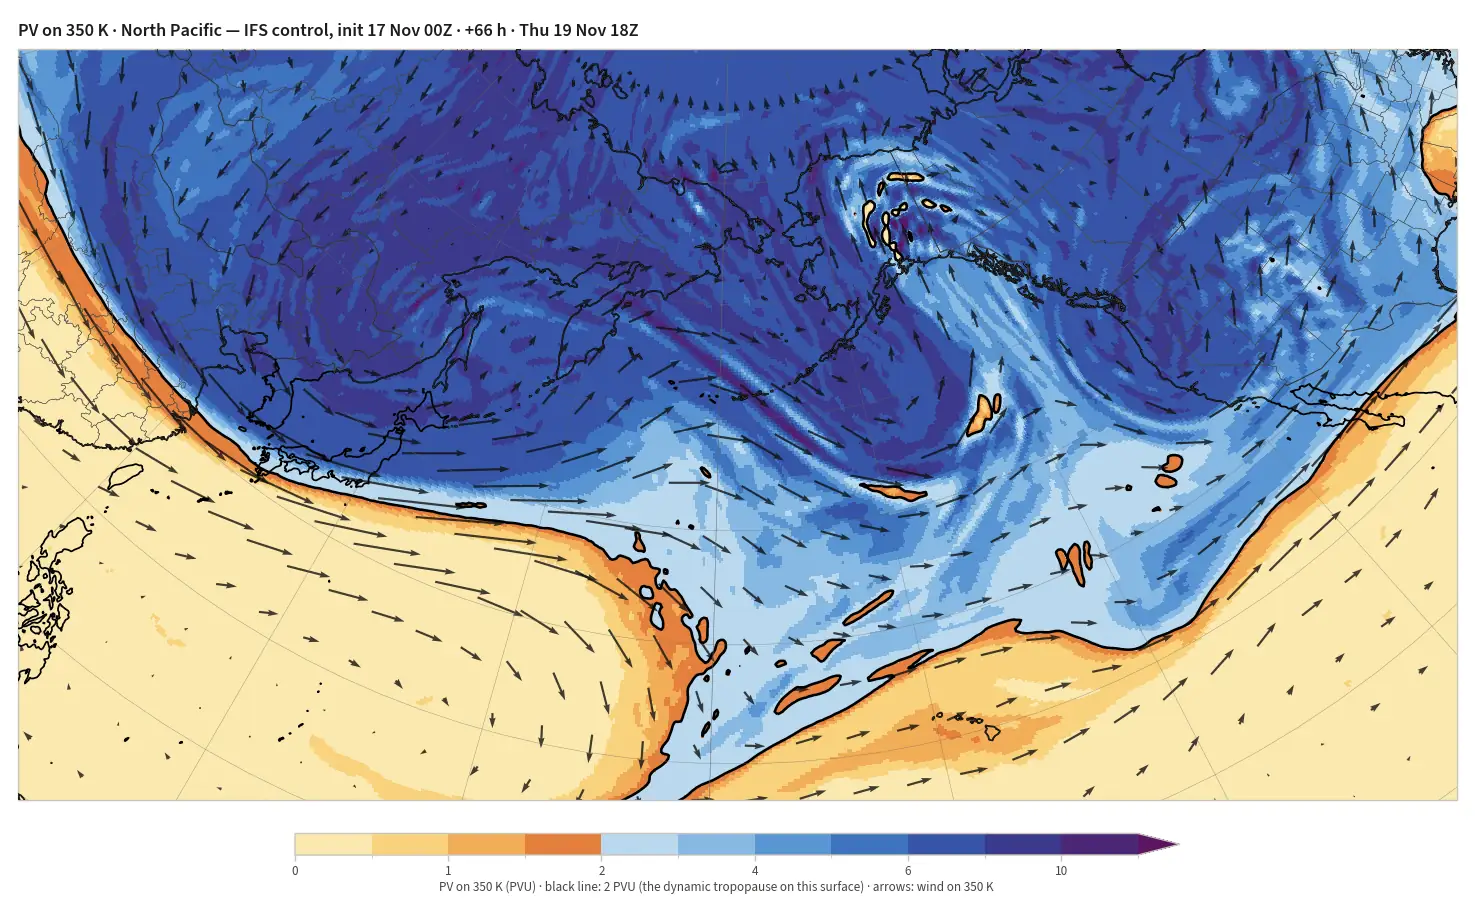 PV on 350 K · North Pacific — IFS control, init 17 Nov 00Z · +66 h · Thu 19 Nov 18Z
0 1 2 4 6 10
PV on 350 K (PVU) · black line: 2 PVU (the dynamic tropopause on this surface) · arrows: wind on 350 K